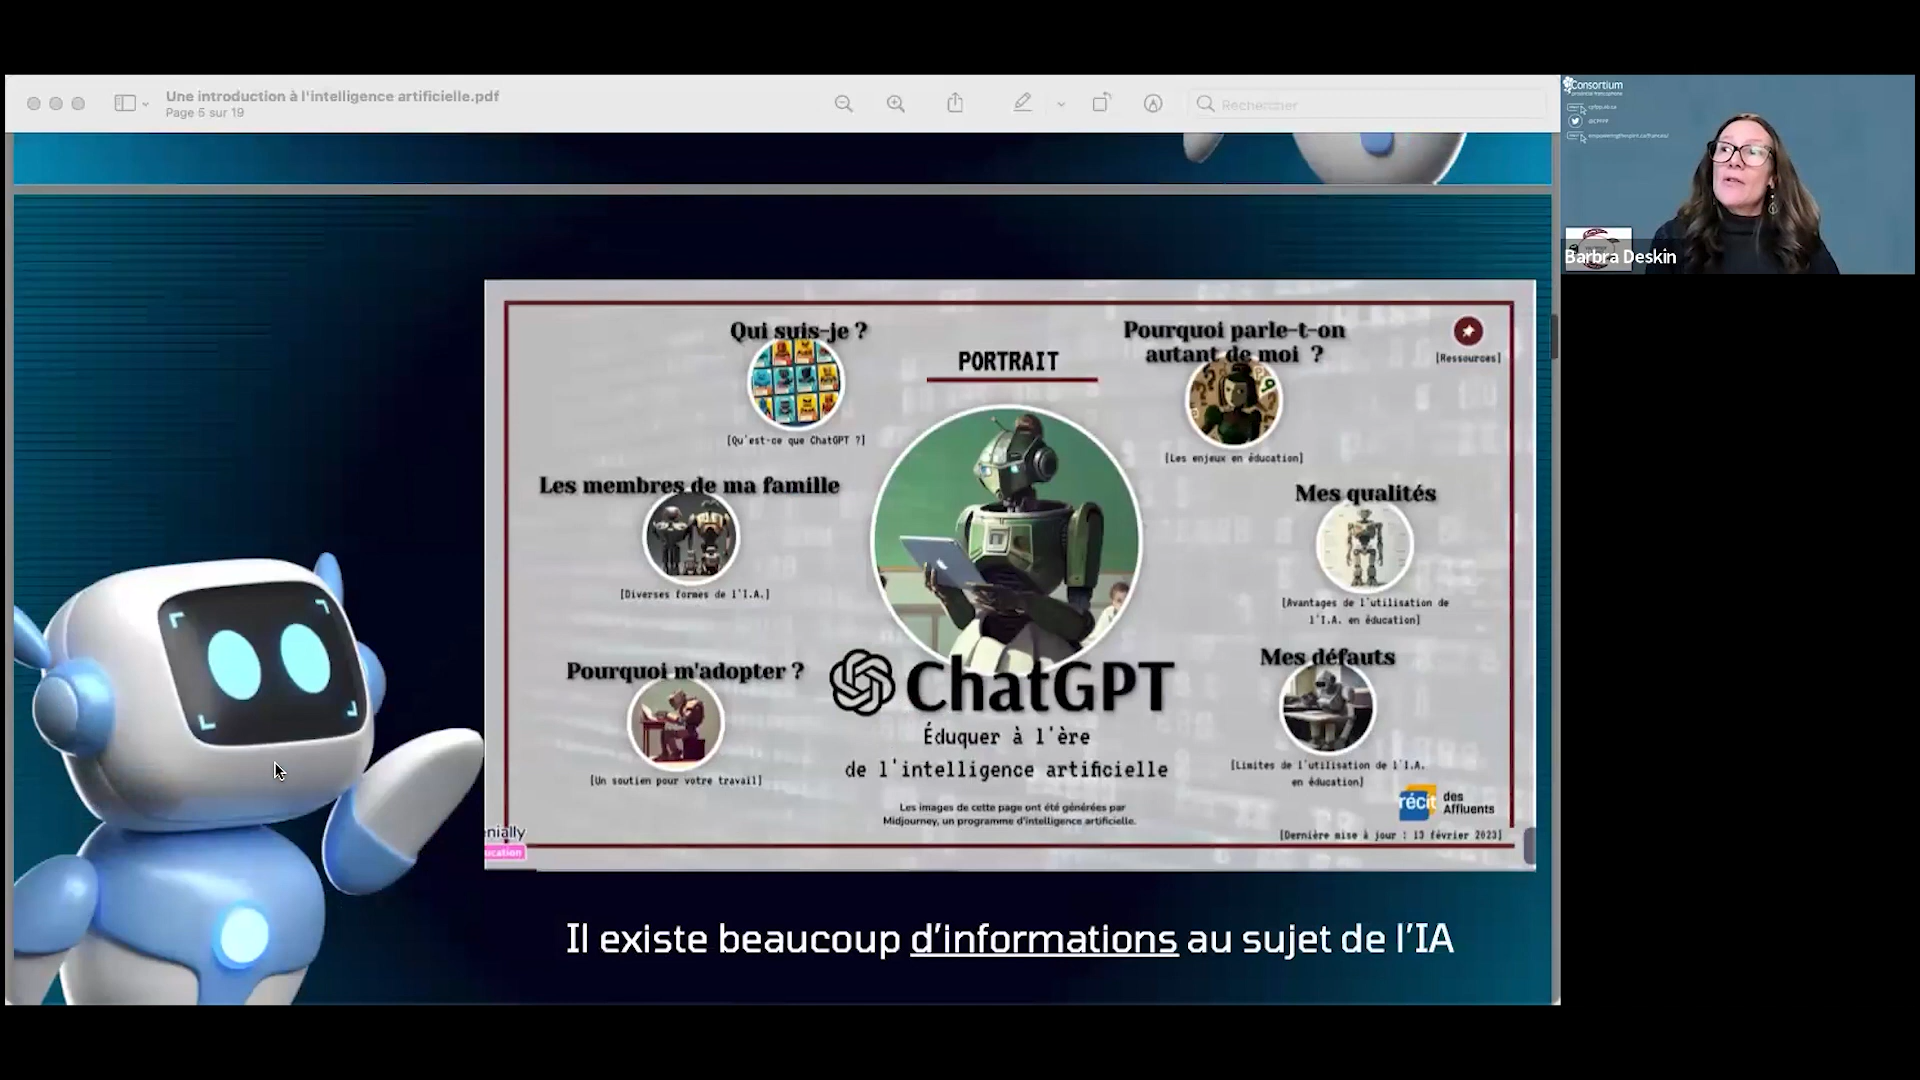 Une introduction à l'intelligence artificielle.pdf
Page 5 sur 19
Rechercher
Consortium
Barbra Deskin
Qui suis-je ?
[Qu'est-ce que ChatGPT ?]
PORTRAIT
Pourquoi parle-t-on
autant de moi ?
[Les enjeux en éducation]
[Ressources]
Les membres de ma famille
[Diverses formes de l'I.A.]
Mes qualités
[Avantages de l'utilisation de
l'I.A. en éducation]
Pourquoi m'adopter ?
[Un soutien pour votre travail]
Mes défauts
[Limites de l'utilisation de l'I.A.
en éducation]
ChatGPT
Éduquer à l'ère
de l'intelligence artificielle
Les images de cette page ont été générées par
Midjourney, un programme d'intelligence artificielle.
récit des
Affluents
[Dernière mise à jour : 13 février 2023]
enially
ucation
Il existe beaucoup d'informations au sujet de l'IA